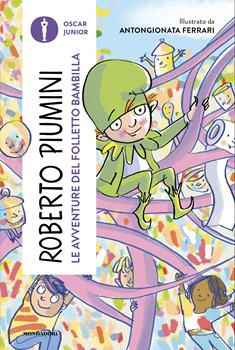 OSCAR
JUNIOR
Illustrato da
ANTONGIONATA FERRARI
ROBERTO PIUMINI
LE AVVENTURE DEL FOLLETTO BAMBILLA
MONDADORI